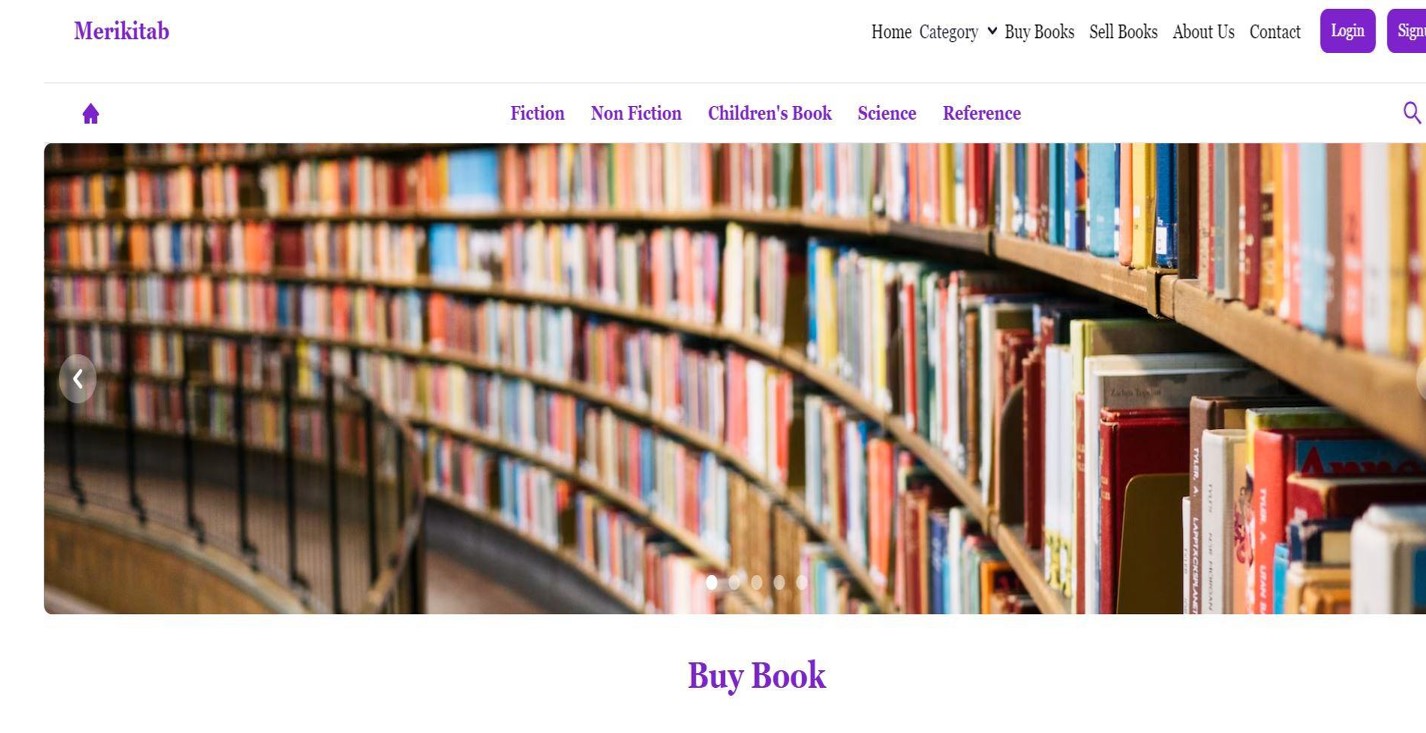 Merikitab
Home Category Buy Books Sell Books About Us Contact Login Sign
Fiction Non Fiction Children's Book Science Reference
Buy Book